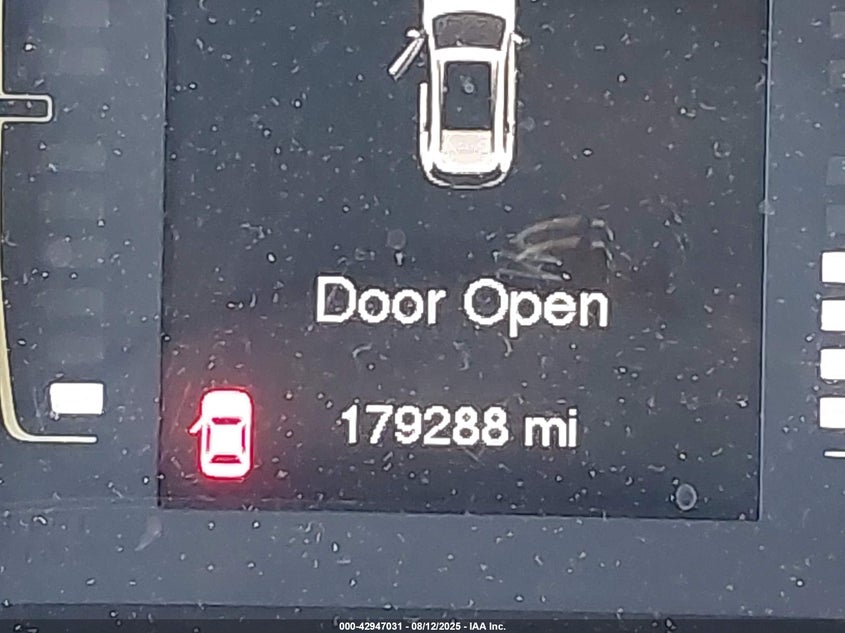 Door Open
179288 mi
000-42947031 - 08/12/2025 - IAA Inc.